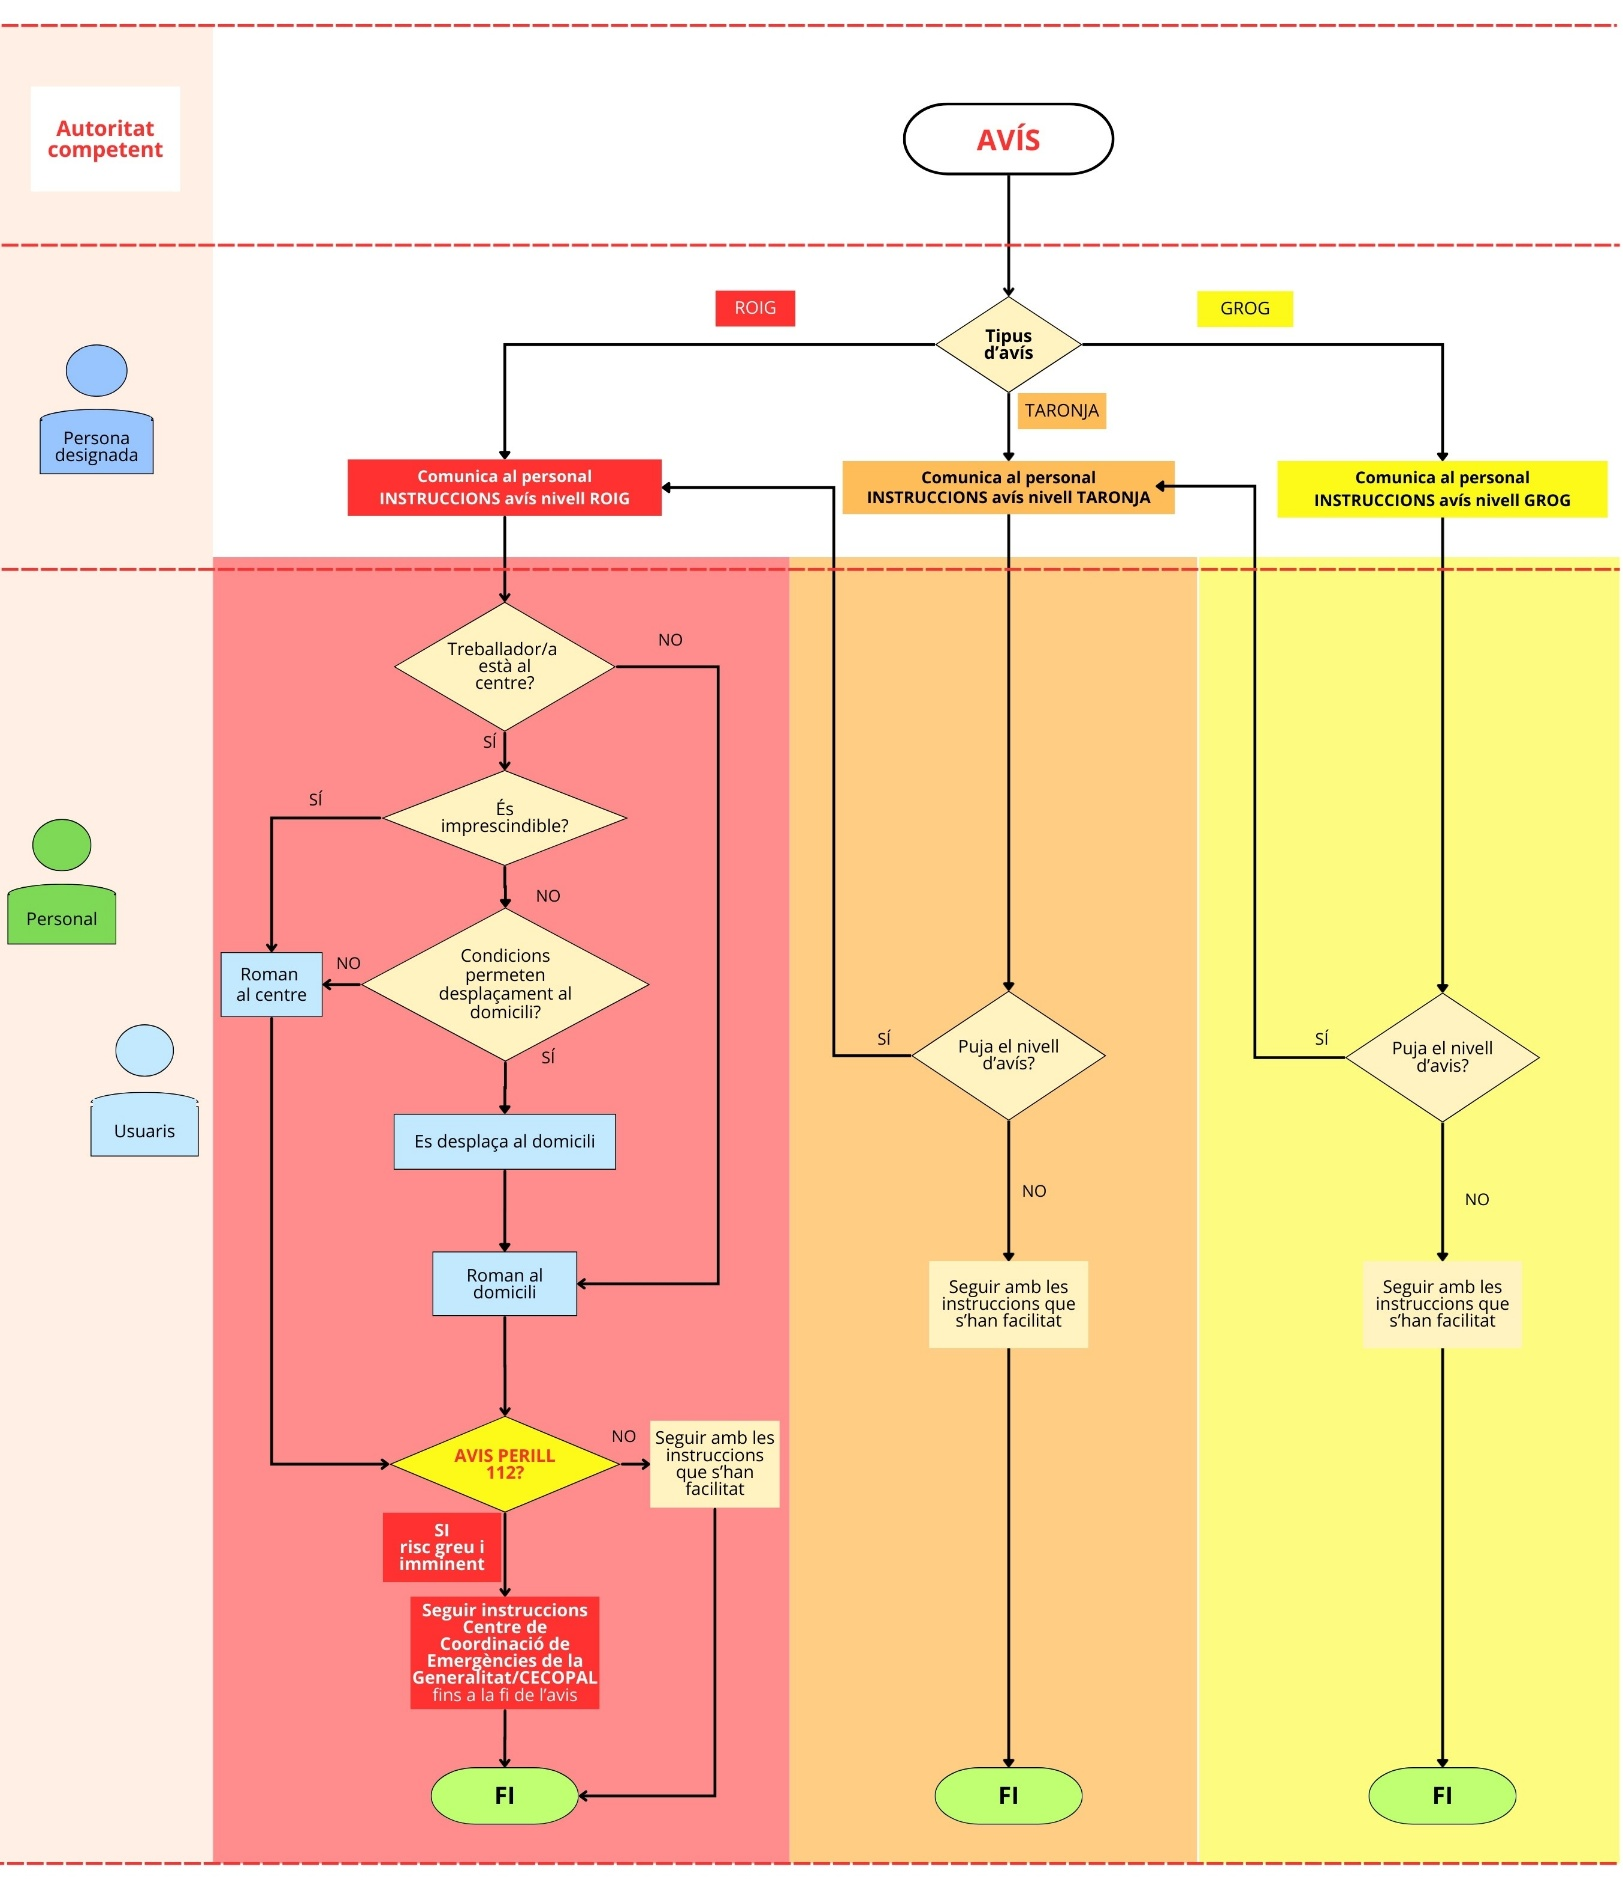 Autoritat
competent
AVÍS
ROIG
GROG
Tipus
d'avís
TARONJA
Persona
designada
Comunica al personal
INSTRUCCIONS avís nivell ROIG
Comunica al personal
INSTRUCCIONS avís nivell TARONJA
Comunica al personal
INSTRUCCIONS avís nivell GROG
Treballador/a
està al
centre?
NO
SÍ
És
imprescindible?
SÍ
NO
Personal
Condicions
permeten
desplaçament al
domicili?
NO
Roman
al centre
SÍ
Puja el nivell
d'avís?
SÍ
Puja el nivell
d'avis?
SÍ
Usuaris
Es desplaça al domicili
NO
NO
Roman al
domicili
Seguir amb les
instruccions que
s'han facilitat
Seguir amb les
instruccions que
s'han facilitat
AVIS PERILL
112?
NO
Seguir amb les
instruccions
que s'han
facilitat
SI
risc greu i
imminent
Seguir instruccions
Centre de
Coordinació de
Emergències de la
Generalitat/CECOPAL
fins a la fi de l'avis
FI
FI
FI